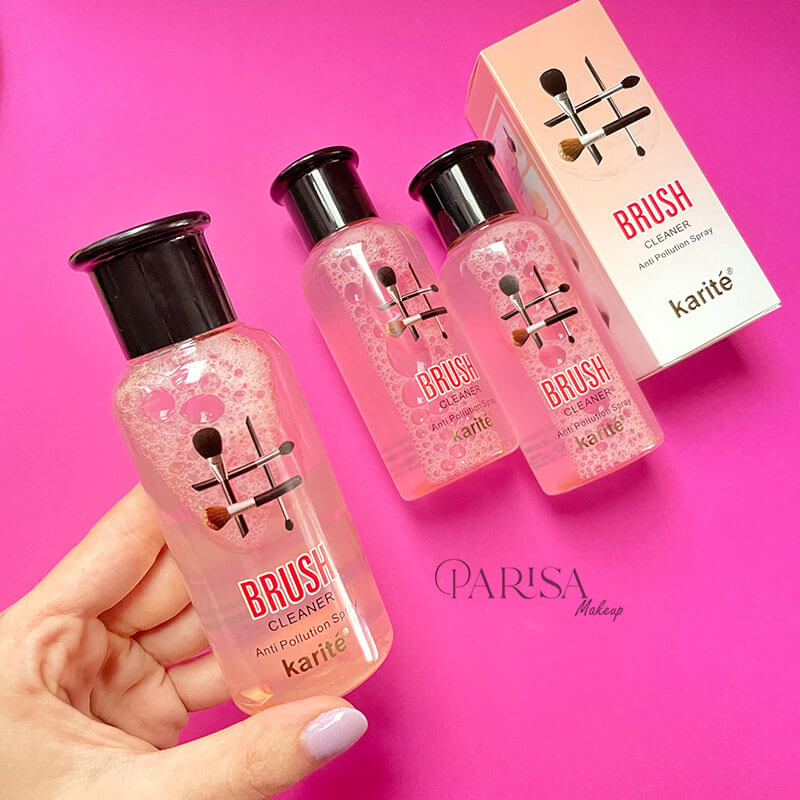 BRUSH
CLEANER
Anti Pollution Spray
karité®
BRUSH
CLEANER
Anti Pollution Spray
karité
BRUSH
CLEANER
Anti Pollution Spray
karité
BRUSH
CLEANER
Anti Pollution Spray
karité®
PARISA
Makeup